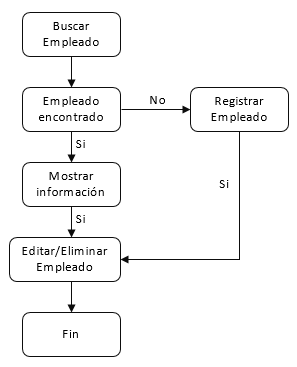 Buscar
Empleado
Empleado
encontrado
No
Registrar
Empleado
Si
Mostrar
información
Si
Si
Editar/Eliminar
Empleado
Fin